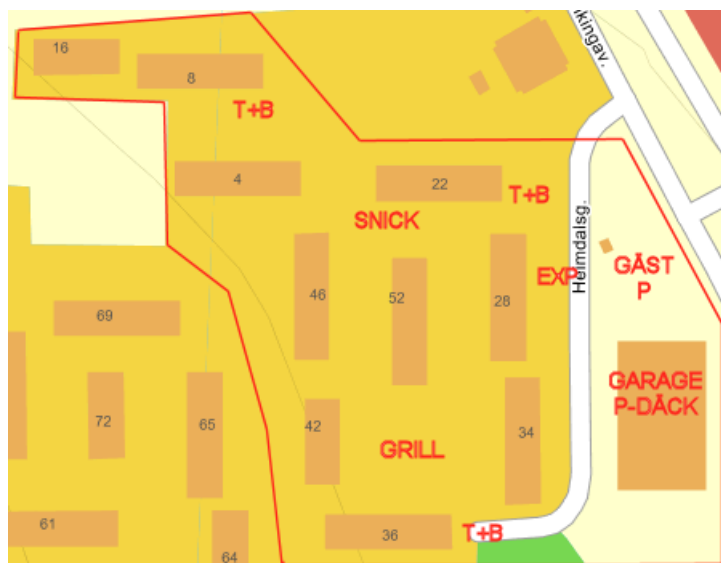 16
8
T+B
kingav.
4
22
T+B
SNICK
Heimdalsg.
EXP
GÄST
P
46
52
28
69
GARAGE
P-DÄCK
72
65
42
34
GRILL
61
36
T+B
64